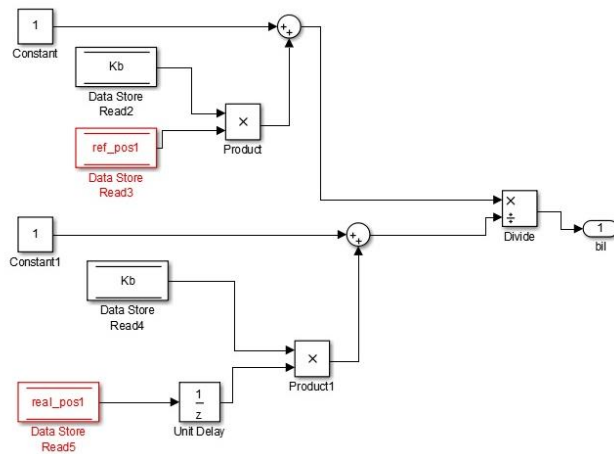 1
Constant
+
+
Kb
Data Store
Read2
×
Product
ref_pos1
Data Store
Read3
×
÷
Divide
1
bil
1
Constant1
+
+
Kb
Data Store
Read4
×
Product1
real_pos1
Data Store
Read5
1
z
Unit Delay